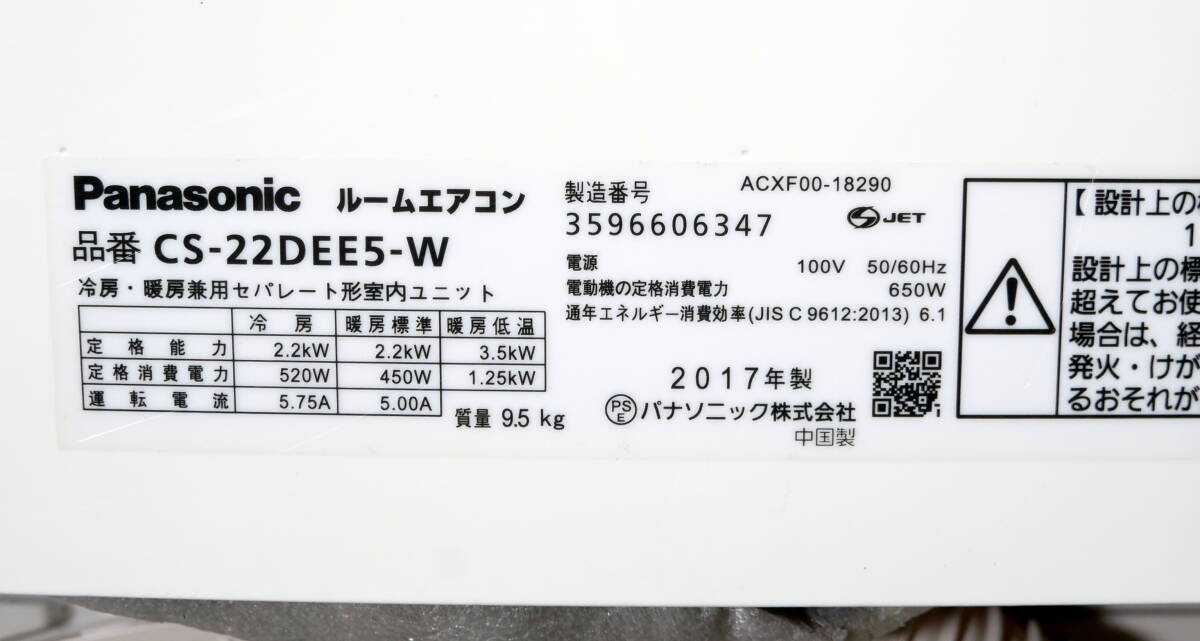 Panasonic ルームエアコン
品番 CS-22DEE5-W
冷房・暖房兼用セパレート形室内ユニット
冷房 暖房標準 暖房低温
定格能力 2.2kW 2.2kW 3.5kW
定格消費電力 520W 450W 1.25kW
運転電流 5.75A 5.00A
質量 9.5 kg
製造番号 ACXF00-18290
3596606347
JET
電源 100V 50/60Hz
電動機の定格消費電力 650W
通年エネルギー消費効率(JIS C 9612:2013) 6.1
2017年製
PS E パナソニック株式会社
中国製
【設計上の
1
設計上の標
超えてお使
場合は、経
発火・けが
るおそれが